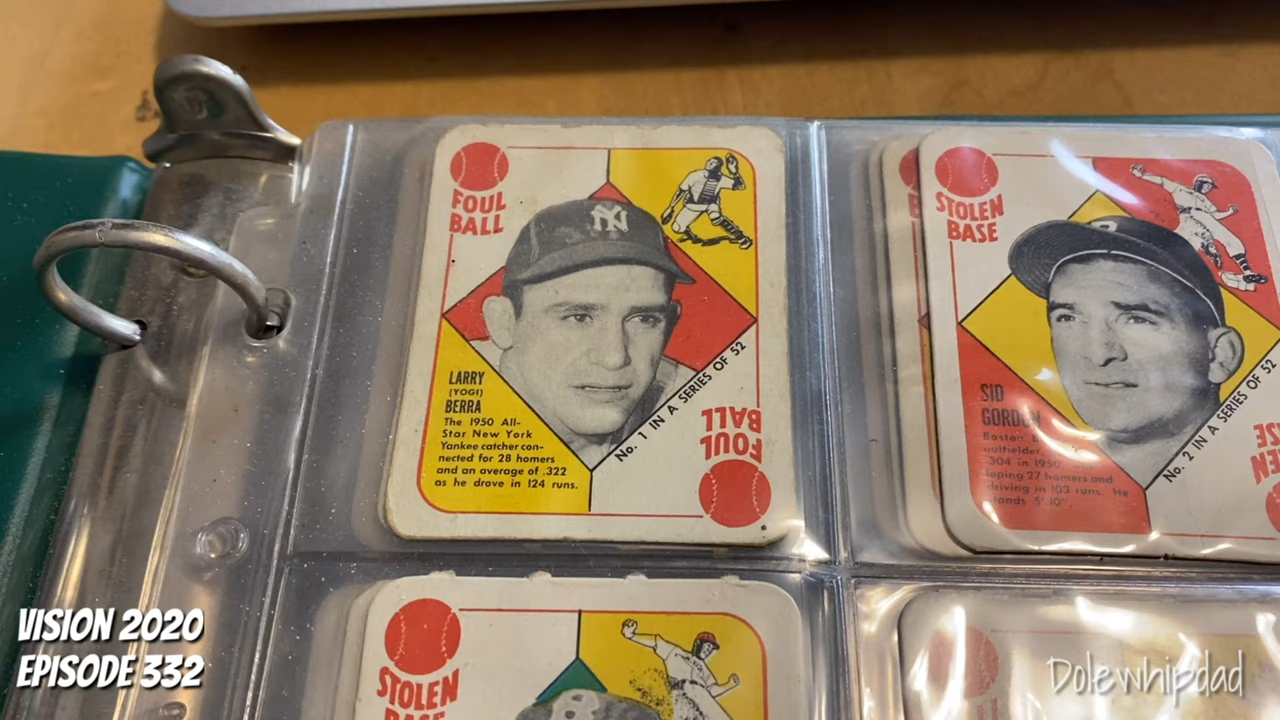 FOUL
BALL
NY
LARRY
(YOGI)
BERRA
The 1950 All-
Star New York
Yankee catcher con-
nected for 28 homers
and an average of .322
as he drove in 124 runs.
No. 1 IN A SERIES OF 52
FOUL
BALL
STOLEN
BASE
B
SID
GORDON
Boston
outfielder,
.304 in 1950,
27 homers and
driving in 103 runs. He
stands 5' 10".
No. 2 IN A SERIES OF 52
STOLEN
BASE
VISION 2020
EPISODE 332
Dolewhipdad